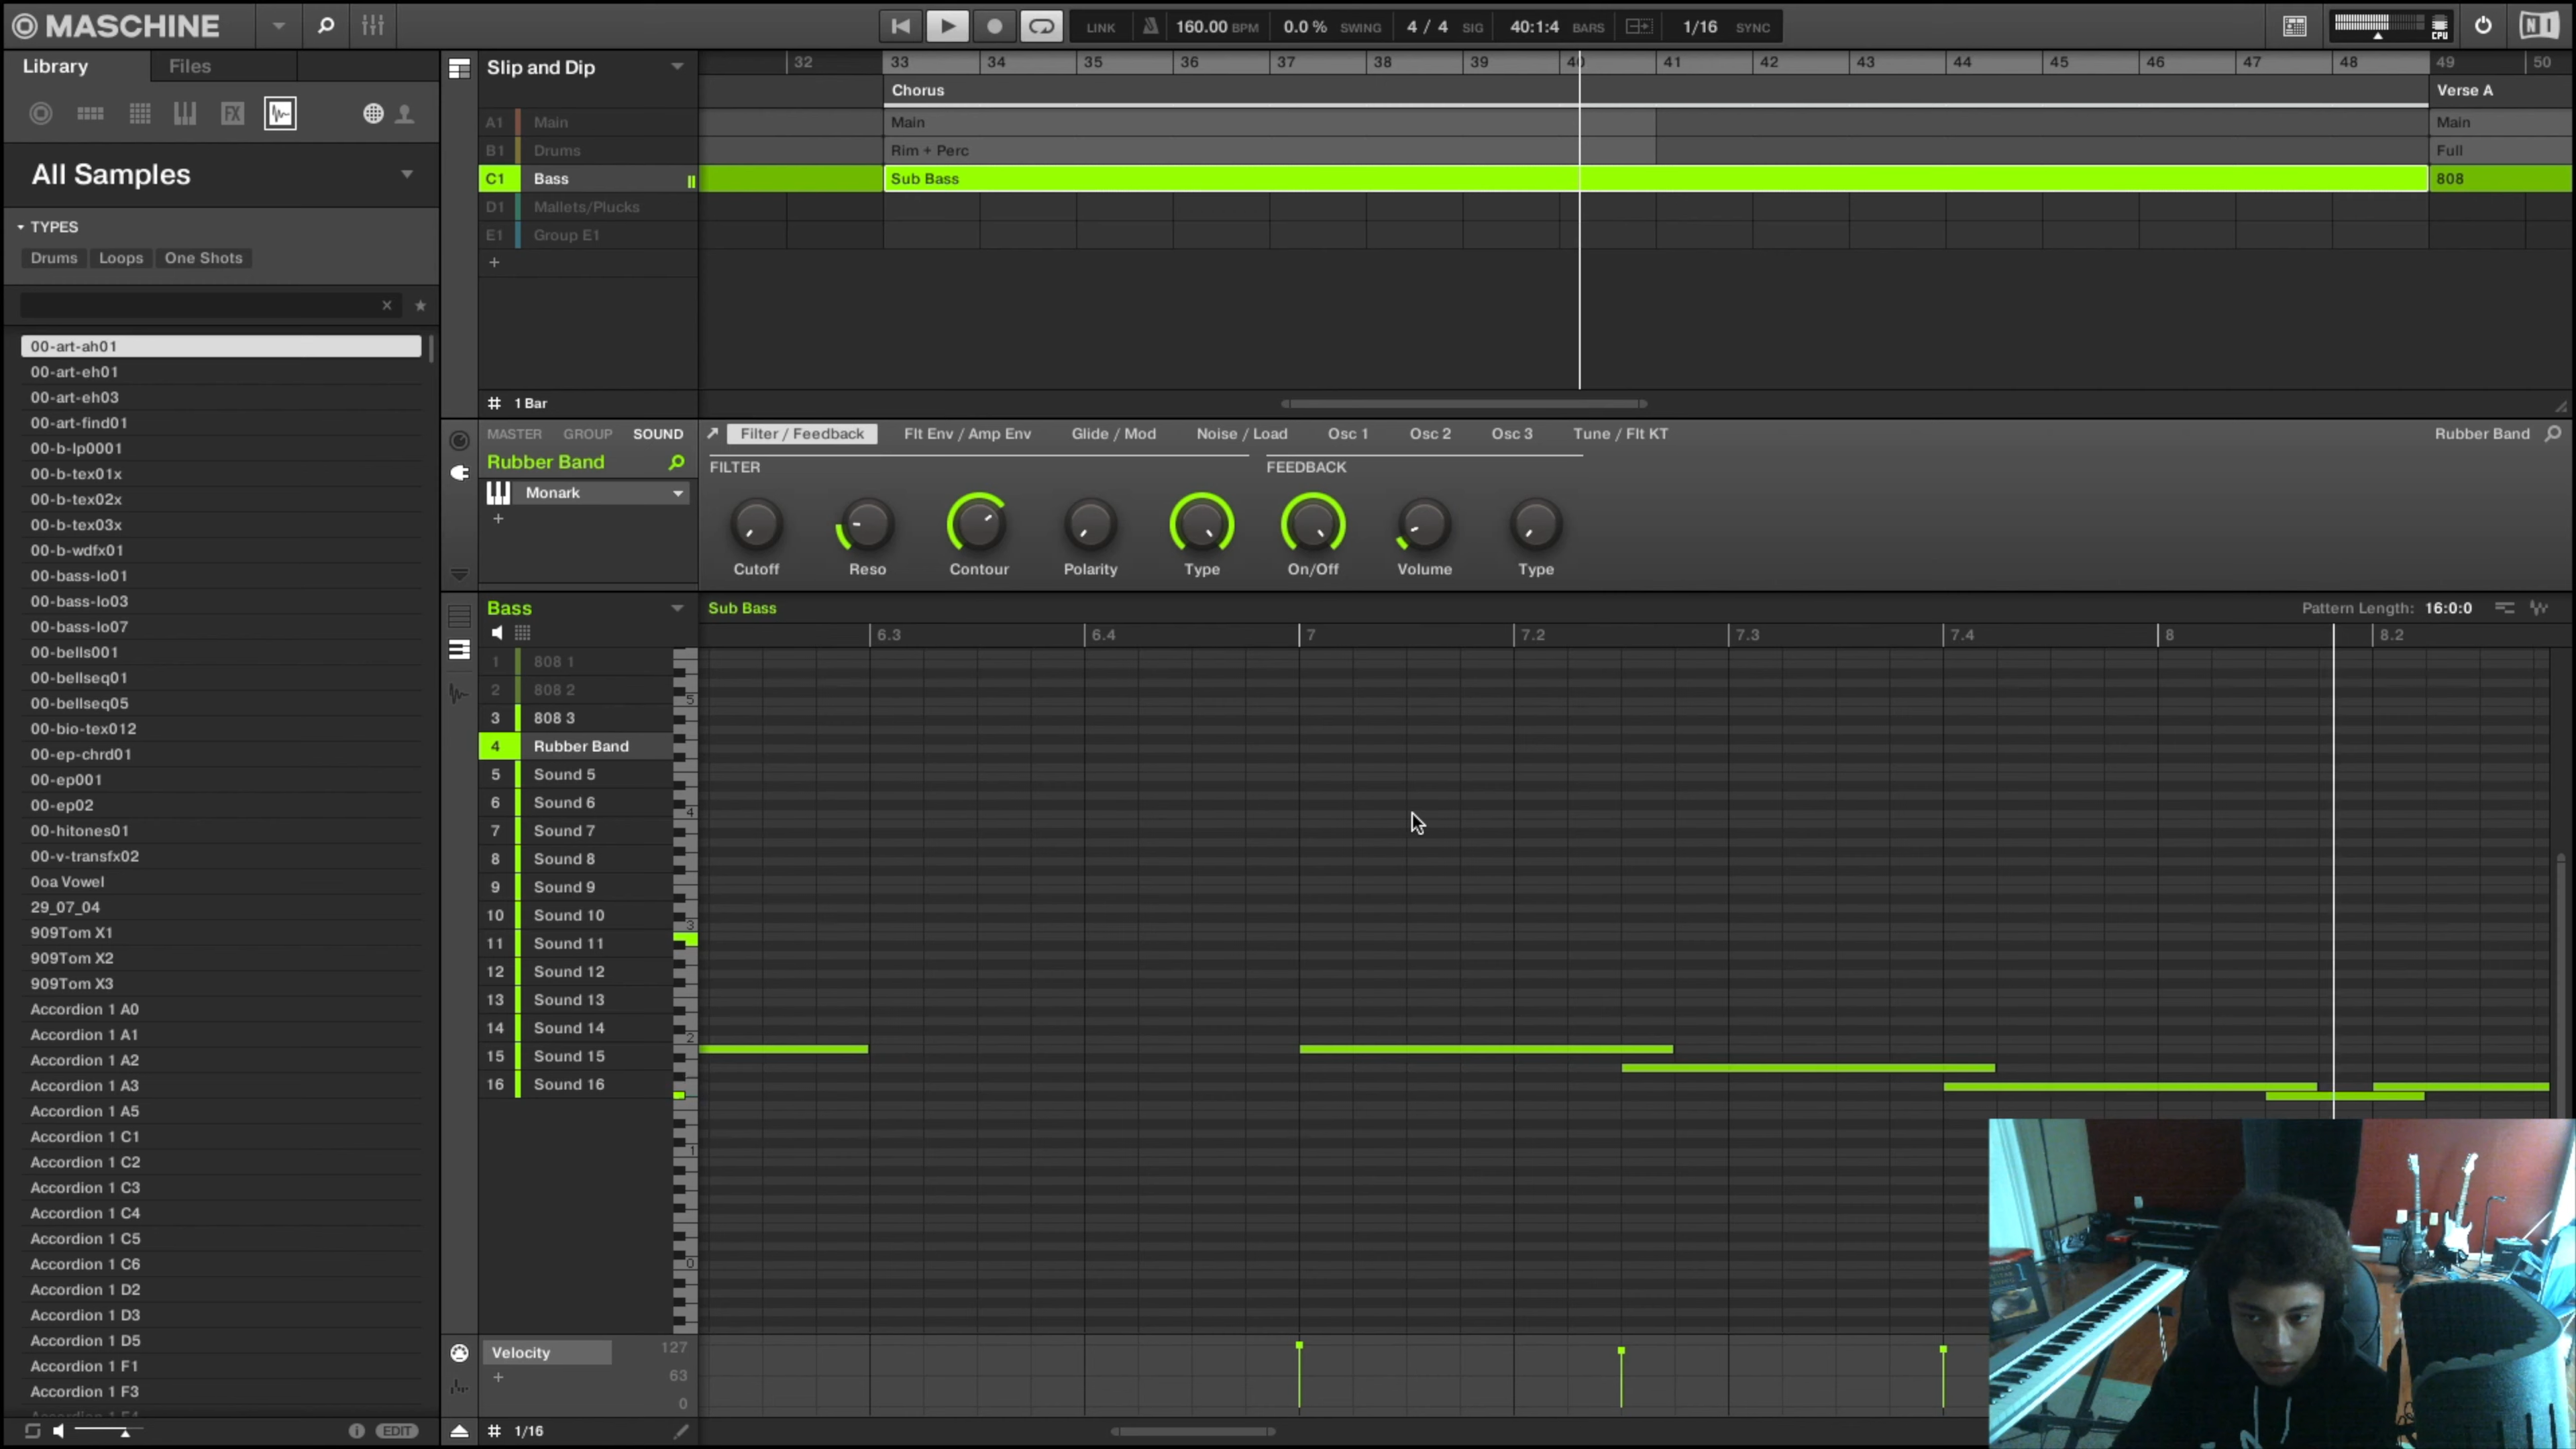 MASCHINE
LINK 160.00 BPM 0.0 % SWING 4 / 4 SIG 40:1:4 BARS 1/16 SYNC CPU
Library Files
All Samples
TYPES
Drums Loops One Shots
00-art-ah01
00-art-eh01
00-art-eh03
00-art-find01
00-b-lp0001
00-b-tex01x
00-b-tex02x
00-b-tex03x
00-b-wdfx01
00-bass-lo01
00-bass-lo03
00-bass-lo07
00-bells001
00-bellseq01
00-bellseq05
00-bio-tex012
00-ep-chrd01
00-ep001
00-ep02
00-hitones01
00-v-transfx02
0oa Vowel
29_07_04
909Tom X1
909Tom X2
909Tom X3
Accordion 1 A0
Accordion 1 A1
Accordion 1 A2
Accordion 1 A3
Accordion 1 A5
Accordion 1 C1
Accordion 1 C2
Accordion 1 C3
Accordion 1 C4
Accordion 1 C5
Accordion 1 C6
Accordion 1 D2
Accordion 1 D3
Accordion 1 D5
Accordion 1 F1
Accordion 1 F3
EDIT
Slip and Dip
32 33 34 35 36 37 38 39 40 41 42 43 44 45 46 47 48 49 50
Chorus Verse A
A1 Main Main Main
B1 Drums Rim + Perc Full
C1 Bass Sub Bass 808
D1 Mallets/Plucks
E1 Group E1
+
1 Bar
MASTER GROUP SOUND
Filter / Feedback Flt Env / Amp Env Glide / Mod Noise / Load Osc 1 Osc 2 Osc 3 Tune / Flt KT Rubber Band
Rubber Band
FILTER FEEDBACK
Monark
+
Cutoff Reso Contour Polarity Type On/Off Volume Type
Bass Sub Bass Pattern Length: 16:0:0
6.3 6.4 7 7.2 7.3 7.4 8 8.2
1 808 1
2 808 2
3 808 3
4 Rubber Band
5 Sound 5
6 Sound 6
7 Sound 7
8 Sound 8
9 Sound 9
10 Sound 10
11 Sound 11
12 Sound 12
13 Sound 13
14 Sound 14
15 Sound 15
16 Sound 16
5
4
3
2
1
0
Velocity 127
+ 63
0
1/16